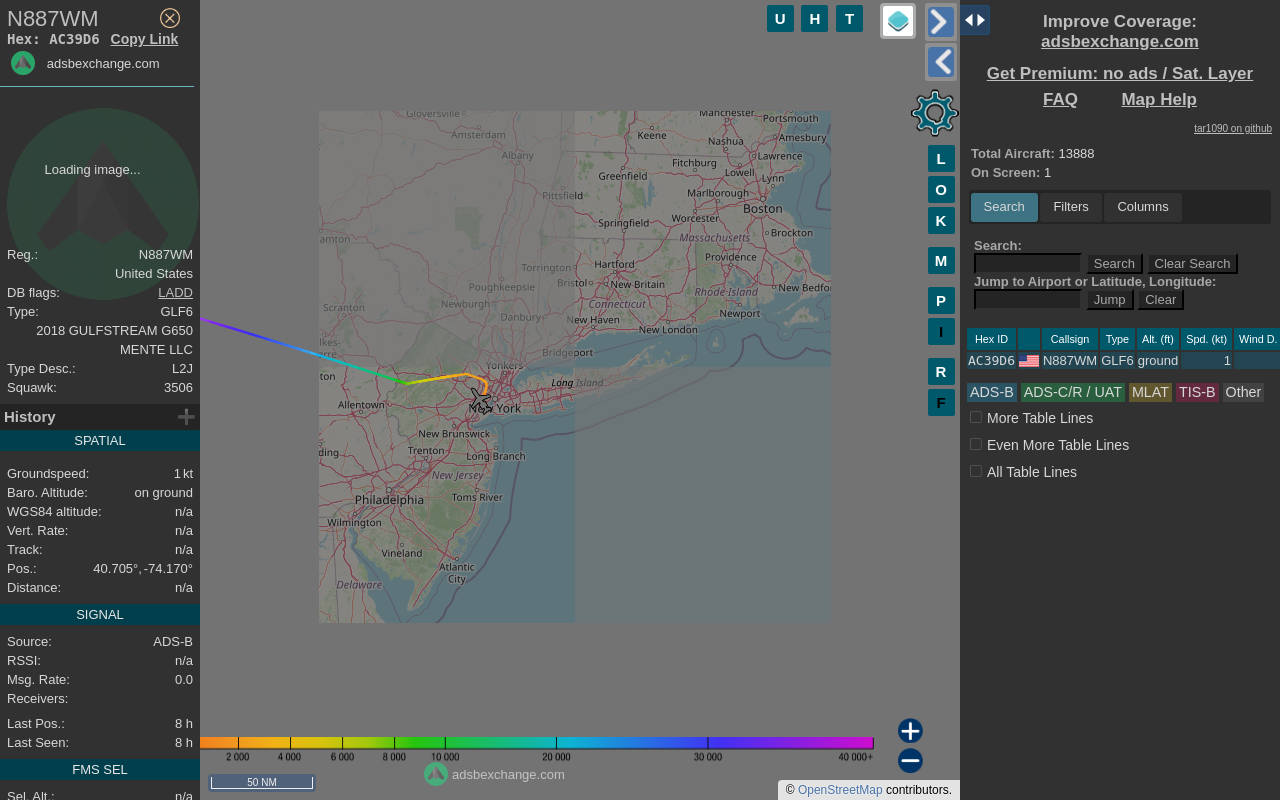 N887WM
Hex: AC39D6 Copy Link
adsbexchange.com
Loading image...
Reg.: N887WM
United States
DB flags: LADD
Type: GLF6
2018 GULFSTREAM G650
MENTE LLC
Type Desc.: L2J
Squawk: 3506
History
SPATIAL
Groundspeed: 1 kt
Baro. Altitude: on ground
WGS84 altitude: n/a
Vert. Rate: n/a
Track: n/a
Pos.: 40.705°, -74.170°
Distance: n/a
SIGNAL
Source: ADS-B
RSSI: n/a
Msg. Rate: 0.0
Receivers:
Last Pos.: 8 h
Last Seen: 8 h
FMS SEL
Sel. Alt.: n/a
U H T
L
O
K
M
P
I
R
F
Gloversville
Manchester
Portsmouth
Amsterdam
Keene
Nashua
Amesbury
Albany
Fitchburg
Lawrence
Greenfield
Lowell
Lynn
Pittsfield
Marlborough
Boston
Springfield
Worcester
Brockton
Massachusetts
Torrington
Hartford
Providence
Bristol
New Britain
Poughkeepsie
Rhode Island
New Bedfo
Scranton
Newburgh
Connecticut
Danbury
New Haven
New London
Newport
Bridgeport
Yonkers
ton
Long Island
Allentown
New York
New Brunswick
ding
Trenton
Long Branch
New Jersey
Philadelphia
Toms River
Wilmington
Vineland
Atlantic
City
Delaware
2 000 4 000 6 000 8 000 10 000 20 000 30 000 40 000+
adsbexchange.com
50 NM
© OpenStreetMap contributors.
Improve Coverage:
adsbexchange.com
Get Premium: no ads / Sat. Layer
FAQ Map Help
tar1090 on github
Total Aircraft: 13888
On Screen: 1
Search Filters Columns
Search:
Search Clear Search
Jump to Airport or Latitude, Longitude:
Jump Clear
Hex ID Callsign Type Alt. (ft) Spd. (kt) Wind D.
AC39D6 N887WM GLF6 ground 1
ADS-B ADS-C/R / UAT MLAT TIS-B Other
More Table Lines
Even More Table Lines
All Table Lines